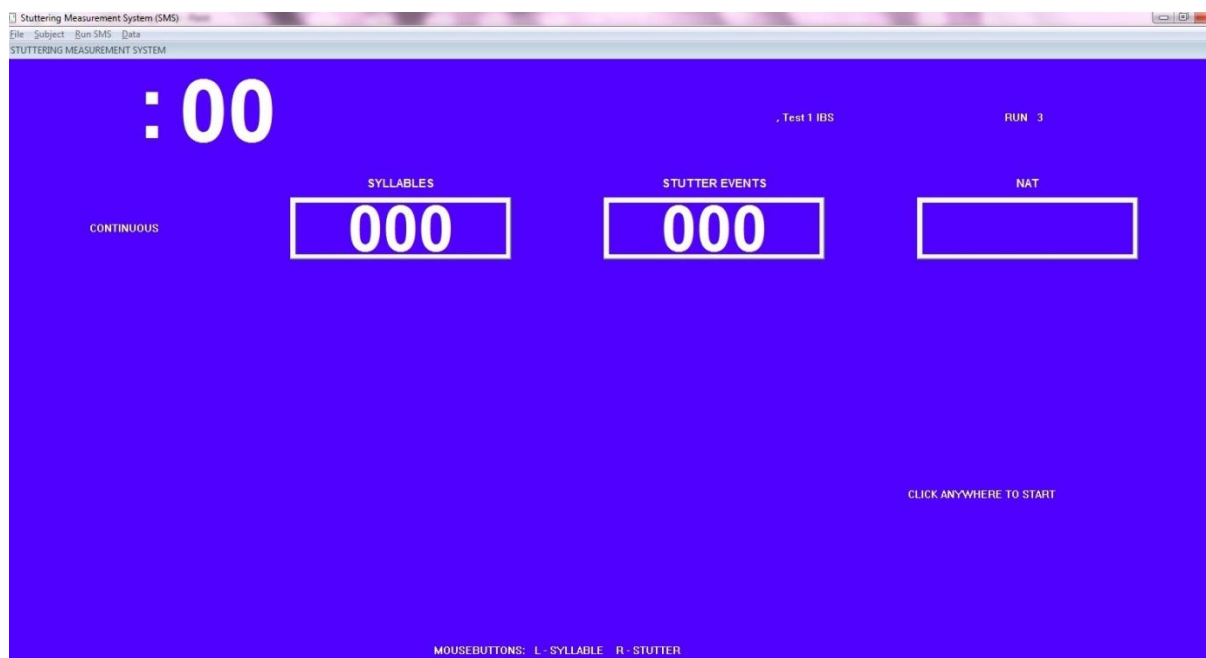 Stuttering Measurement System (SMS)
File Subject Run SMS Data
STUTTERING MEASUREMENT SYSTEM
:00
, Test 1 IBS
RUN 3
SYLLABLES
STUTTER EVENTS
NAT
CONTINUOUS
000
000
CLICK ANYWHERE TO START
MOUSEBUTTONS: L - SYLLABLE R - STUTTER